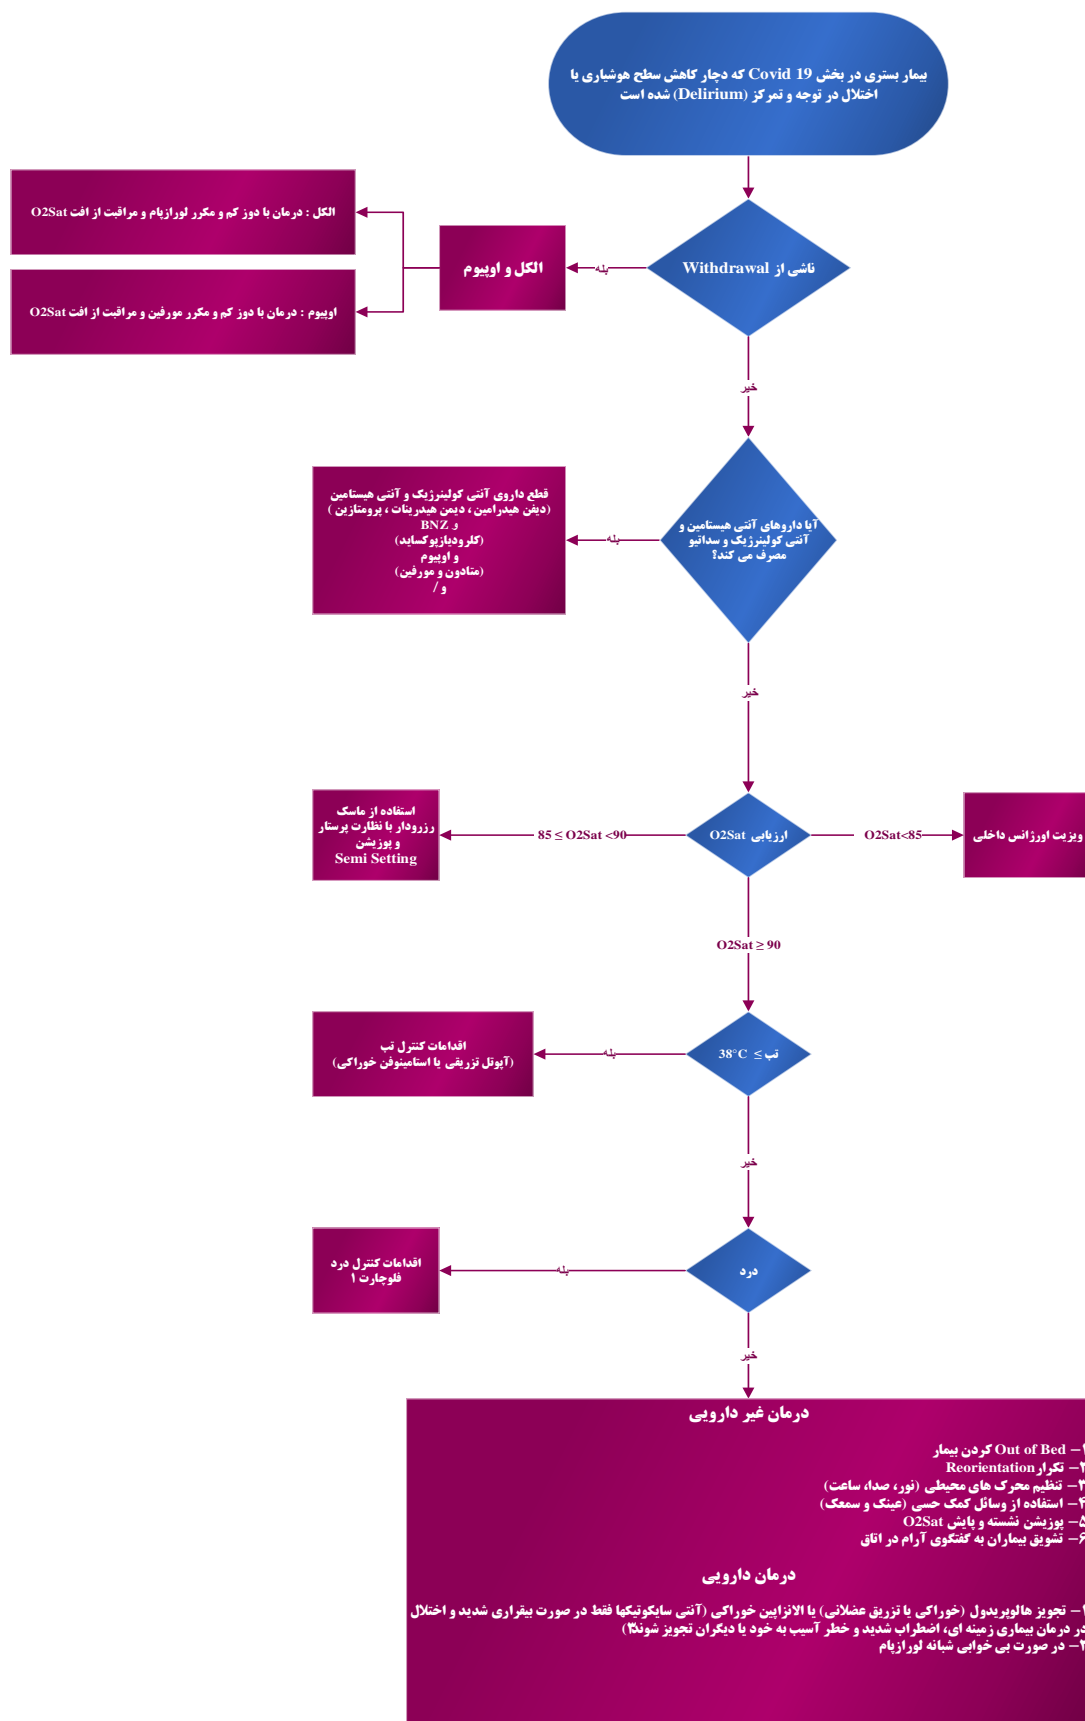 بیمار بستری در بخش Covid 19 که دچار کاهش سطح هوشیاری یا
اختلال در توجه و تمرکز (Delirium) شده است
ناشی از Withdrawal
بله
الکل و اوپیوم
الکل : درمان با دوز کم و مکرر لورازپام و مراقبت از افت O2Sat
اوپیوم : درمان با دوز کم و مکرر مورفین و مراقبت از افت O2Sat
خیر
آیا داروهای آنتی هیستامین و
آنتی کولینرژیک و سداتیو
مصرف می کند؟
بله
قطع داروی آنتی کولینرژیک و آنتی هیستامین
(دیفن هیدرامین ، دیمن هیدرینات ، پرومتازین )
و BNZ
(کلرودیازپوکساید)
و اوپیوم
(متادون و مورفین)
و /
خیر
ارزیابی O2Sat
O2Sat<85
ویزیت اورژانس داخلی
85 ≤ O2Sat <90
استفاده از ماسک
رزرودار با نظارت پرستار
و پوزیشن
Semi Setting
O2Sat ≥ 90
تب ≥ 38°C
بله
اقدامات کنترل تب
(آپوتل تزریقی یا استامینوفن خوراکی)
خیر
درد
بله
اقدامات کنترل درد
فلوچارت ۱
خیر
درمان غیر دارویی
۱– Out of Bed کردن بیمار
۲– تکرار Reorientation
۳– تنظیم محرک های محیطی (نور، صدا، ساعت)
۴– استفاده از وسائل کمک حسی (عینک و سمعک)
۵– پوزیشن نشسته و پایش O2Sat
۶– تشویق بیماران به گفتگوی آرام در اتاق
درمان دارویی
۱– تجویز هالوپریدول (خوراکی یا تزریق عضلانی) یا الانزاپین خوراکی (آنتی سایکوتیکها فقط در صورت بیقراری شدید و اختلال
در درمان بیماری زمینه ای، اضطراب شدید و خطر آسیب به خود یا دیگران تجویز شوند)
۲– در صورت بی خوابی شبانه لورازپام